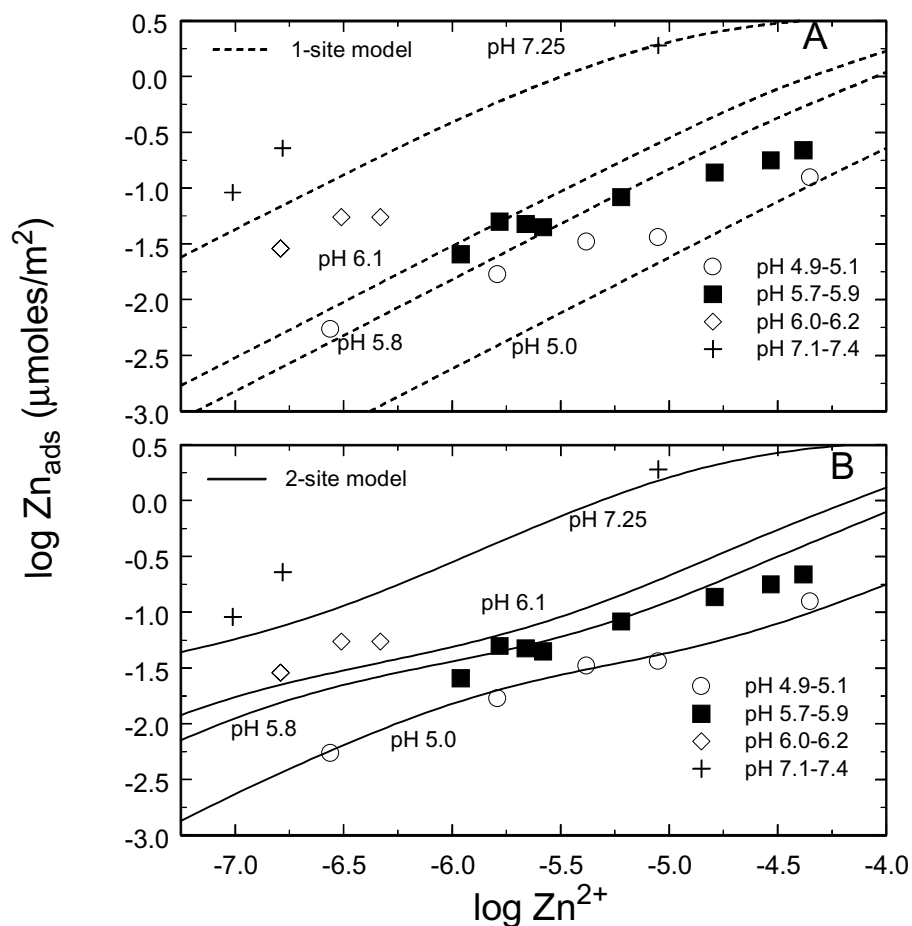 0.5
0.0
-0.5
-1.0
-1.5
-2.0
-2.5
-3.0
1-site model
pH 7.25
A
pH 6.1
pH 5.8
pH 5.0
pH 4.9-5.1
pH 5.7-5.9
pH 6.0-6.2
pH 7.1-7.4
log Zn_ads (μmoles/m²)
0.5
0.0
-0.5
-1.0
-1.5
-2.0
-2.5
-3.0
2-site model
B
pH 7.25
pH 6.1
pH 5.8
pH 5.0
pH 4.9-5.1
pH 5.7-5.9
pH 6.0-6.2
pH 7.1-7.4
-7.0 -6.5 -6.0 -5.5 -5.0 -4.5 -4.0
log Zn²⁺